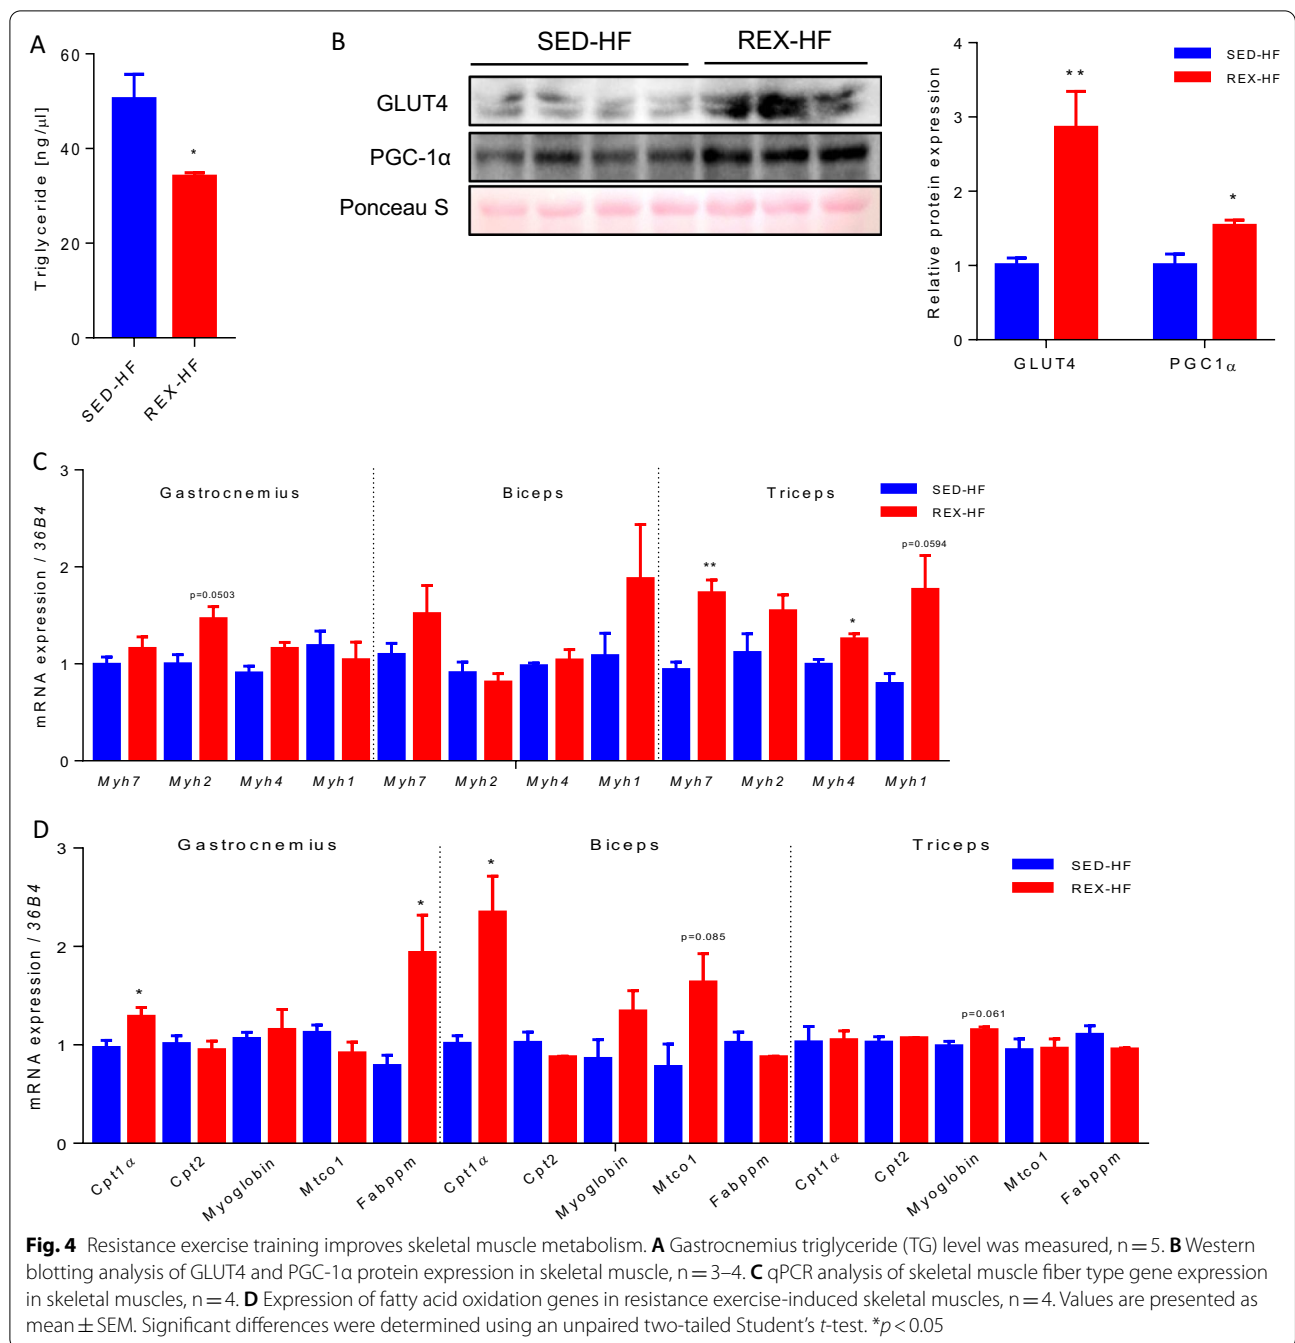 A
60
40
20
0
Triglyceride [ng/µl]
SED-HF
REX-HF
*
B
SED-HF
REX-HF
GLUT4
PGC-1α
Ponceau S
4
3
2
1
0
Relative protein expression
**
*
GLUT4
PGC1α
SED-HF
REX-HF
C
3
2
1
0
mRNA expression / 36B4
Gastrocnemius
Biceps
Triceps
SED-HF
REX-HF
p=0.0503
**
*
p=0.0594
Myh7 Myh2 Myh4 Myh1 Myh7 Myh2 Myh4 Myh1 Myh7 Myh2 Myh4 Myh1
D
3
2
1
0
mRNA expression / 36B4
Gastrocnemius
Biceps
Triceps
SED-HF
REX-HF
*
*
*
p=0.085
p=0.061
Cpt1α Cpt2 Myoglobin Mtco1 Fabppm Cpt1α Cpt2 Myoglobin Mtco1 Fabppm Cpt1α Cpt2 Myoglobin Mtco1 Fabppm
Fig. 4 Resistance exercise training improves skeletal muscle metabolism. A Gastrocnemius triglyceride (TG) level was measured, n = 5. B Western
blotting analysis of GLUT4 and PGC-1α protein expression in skeletal muscle, n = 3–4. C qPCR analysis of skeletal muscle fiber type gene expression
in skeletal muscles, n = 4. D Expression of fatty acid oxidation genes in resistance exercise-induced skeletal muscles, n = 4. Values are presented as
mean ± SEM. Significant differences were determined using an unpaired two-tailed Student's t-test. *p < 0.05